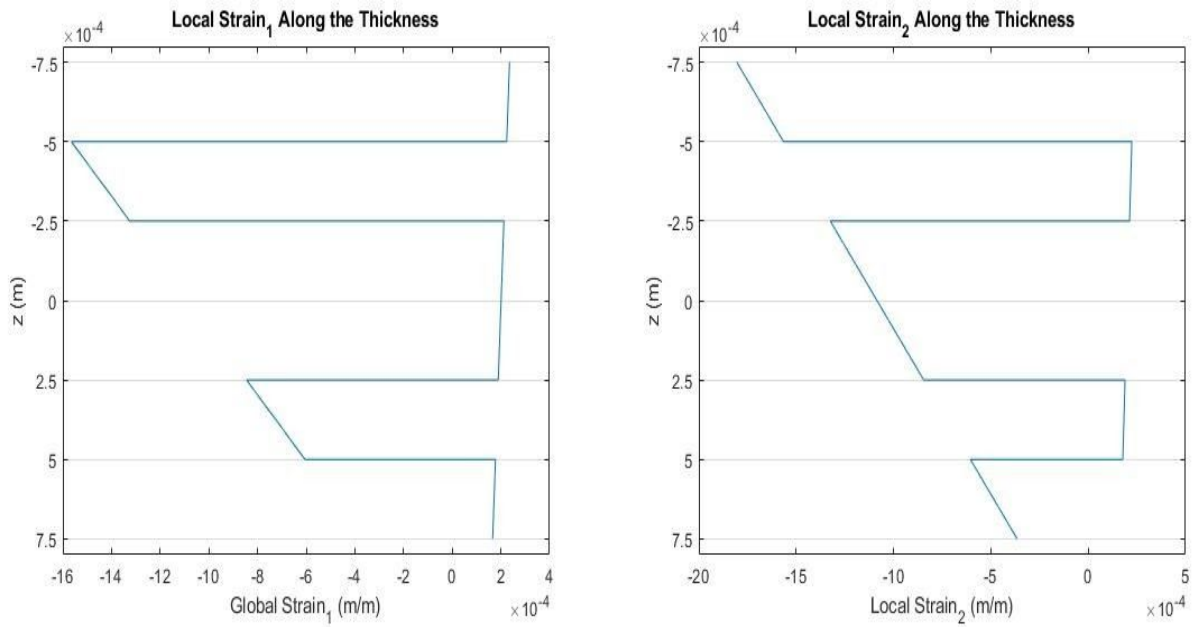 Local Strain₁ Along the Thickness
×10⁻⁴
-7.5
-5
-2.5
0
2.5
5
7.5
z (m)
-16 -14 -12 -10 -8 -6 -4 -2 0 2 4
Global Strain₁ (m/m)
×10⁻⁴
Local Strain₂ Along the Thickness
×10⁻⁴
-7.5
-5
-2.5
0
2.5
5
7.5
z (m)
-20 -15 -10 -5 0 5
Local Strain₂ (m/m)
×10⁻⁴